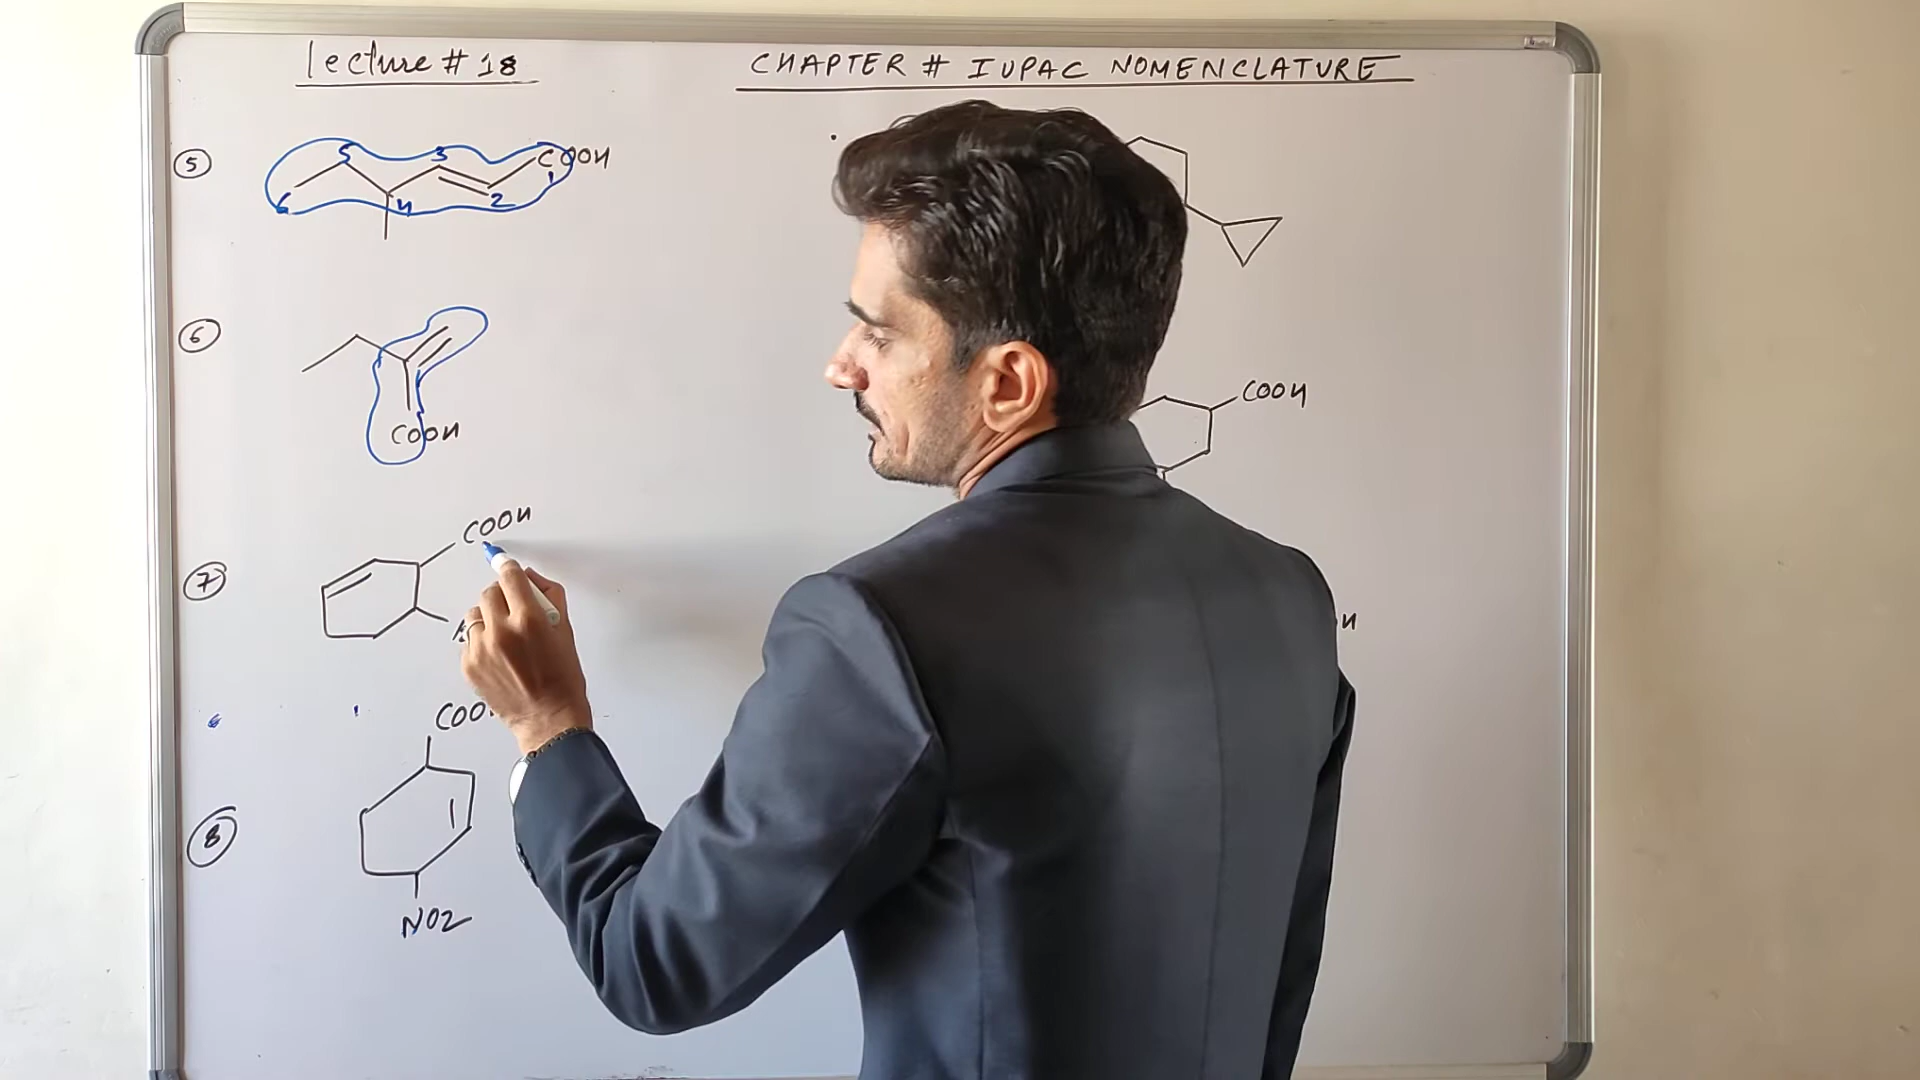 Lecture # 18
CHAPTER # IUPAC NOMENCLATURE
5
5 3 COOH
1
6 4 2
6
COOH
COOH
COOH
7
8
NO2